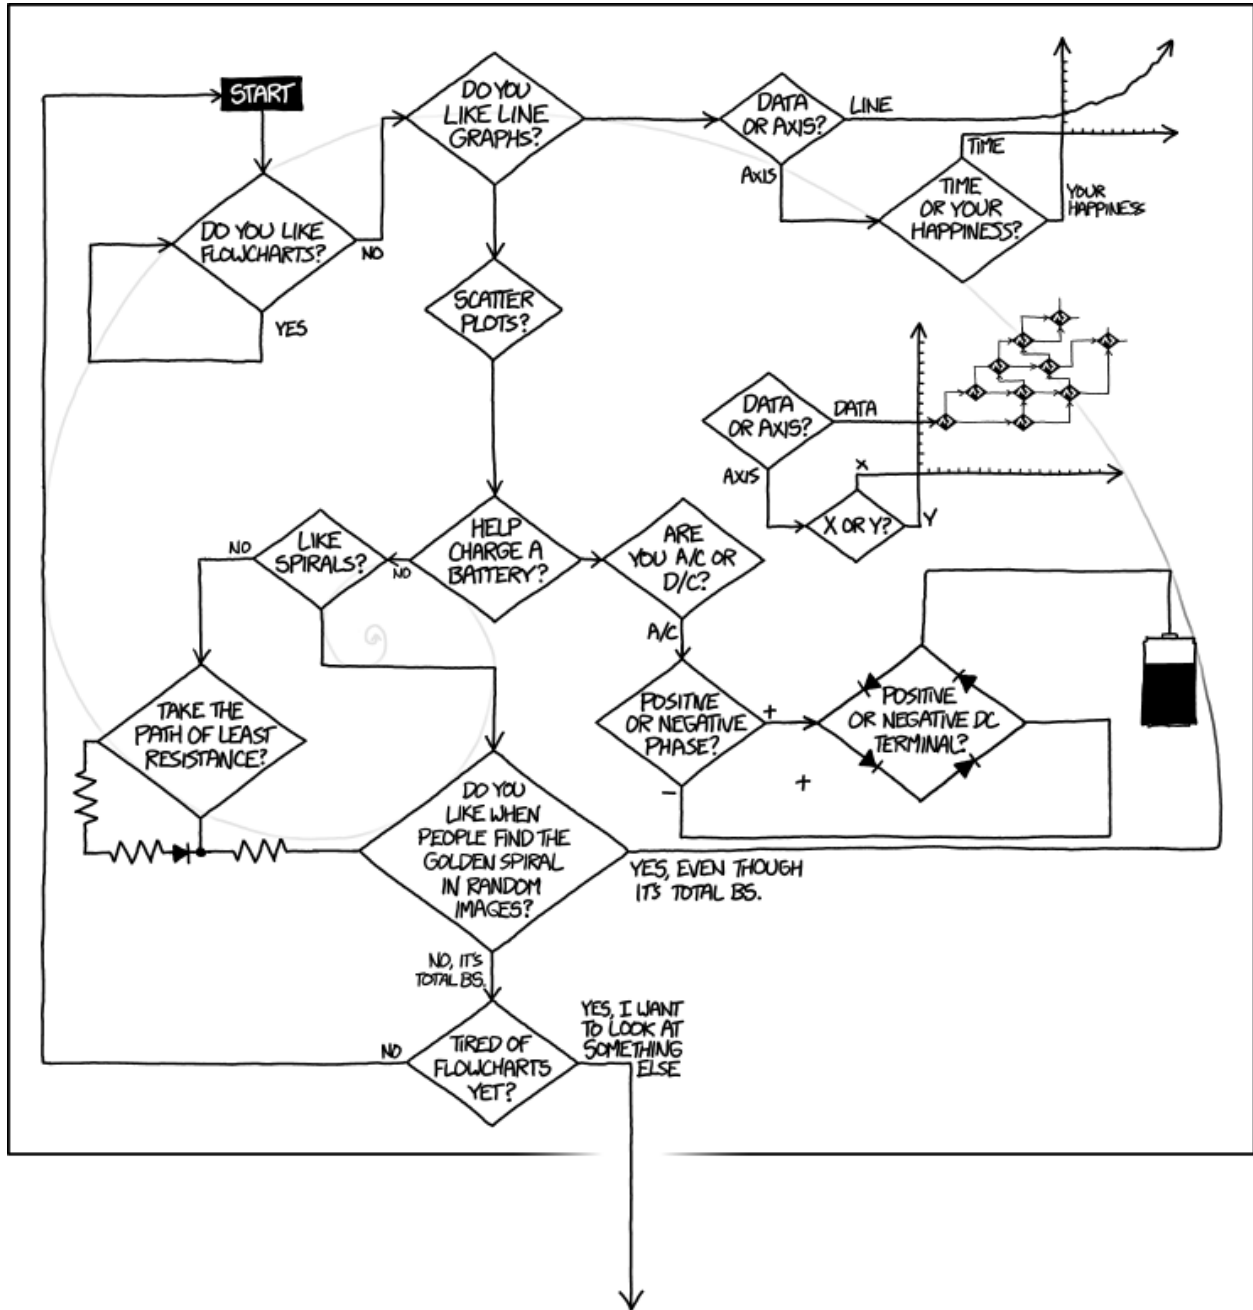 START
DO YOU LIKE
FLOWCHARTS?
NO
YES
DO YOU
LIKE LINE
GRAPHS?
DATA
OR AXIS?
LINE
AXIS
TIME
OR YOUR
HAPPINESS?
TIME
YOUR
HAPPINESS
SCATTER
PLOTS?
DATA
OR AXIS?
DATA
AXIS
X OR Y?
X
Y
HELP
CHARGE A
BATTERY?
NO
LIKE
SPIRALS?
NO
ARE
YOU A/C OR
D/C?
A/C
POSITIVE
OR NEGATIVE
PHASE?
+
-
POSITIVE
OR NEGATIVE DC
TERMINAL?
+
TAKE THE
PATH OF LEAST
RESISTANCE?
DO YOU
LIKE WHEN
PEOPLE FIND THE
GOLDEN SPIRAL
IN RANDOM
IMAGES?
YES, EVEN THOUGH
IT'S TOTAL BS.
NO, IT'S
TOTAL BS.
TIRED OF
FLOWCHARTS
YET?
NO
YES, I WANT
TO LOOK AT
SOMETHING
ELSE